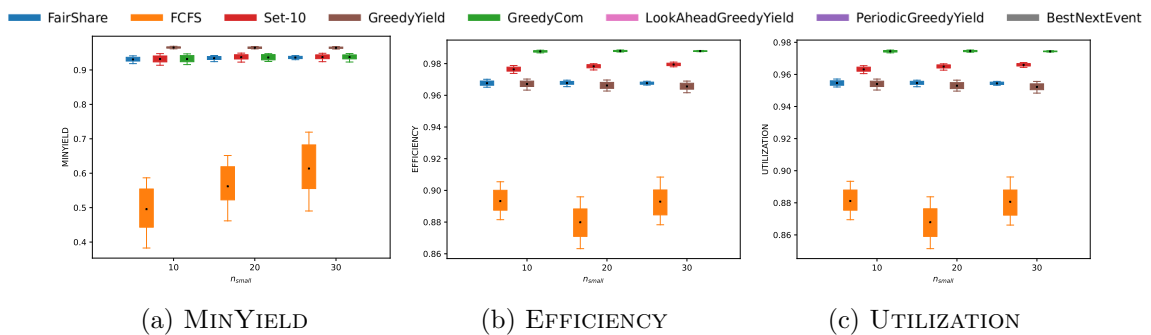 FairShare FCFS Set-10 GreedyYield GreedyCom LookAheadGreedyYield PeriodicGreedyYield BestNextEvent
MINYIELD
0.9
0.8
0.7
0.6
0.5
0.4
10 20 30
n_small
(a) MINYIELD
EFFICIENCY
0.98
0.96
0.94
0.92
0.90
0.88
0.86
10 20 30
n_small
(b) EFFICIENCY
UTILIZATION
0.98
0.96
0.94
0.92
0.90
0.88
0.86
10 20 30
n_small
(c) UTILIZATION